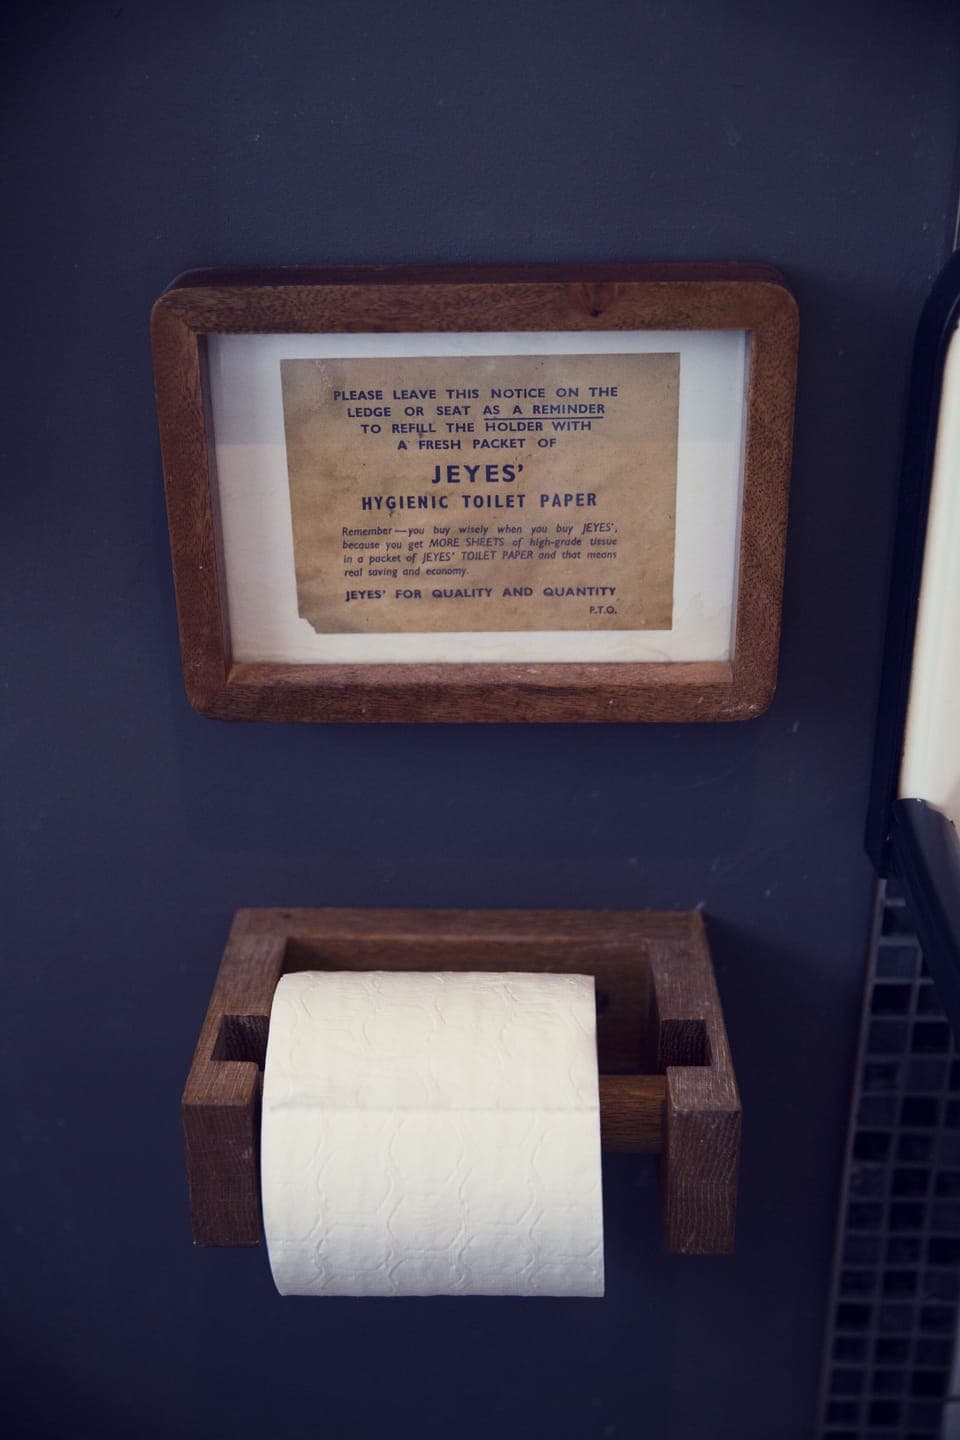 PLEASE LEAVE THIS NOTICE ON THE
LEDGE OR SEAT AS A REMINDER
TO REFILL THE HOLDER WITH
A FRESH PACKET OF
JEYES'
HYGIENIC TOILET PAPER
Remember—you buy wisely when you buy JEYES',
because you get MORE SHEETS of high-grade tissue
in a packet of JEYES' TOILET PAPER and that means
real saving and economy.
JEYES' FOR QUALITY AND QUANTITY
P.T.O.